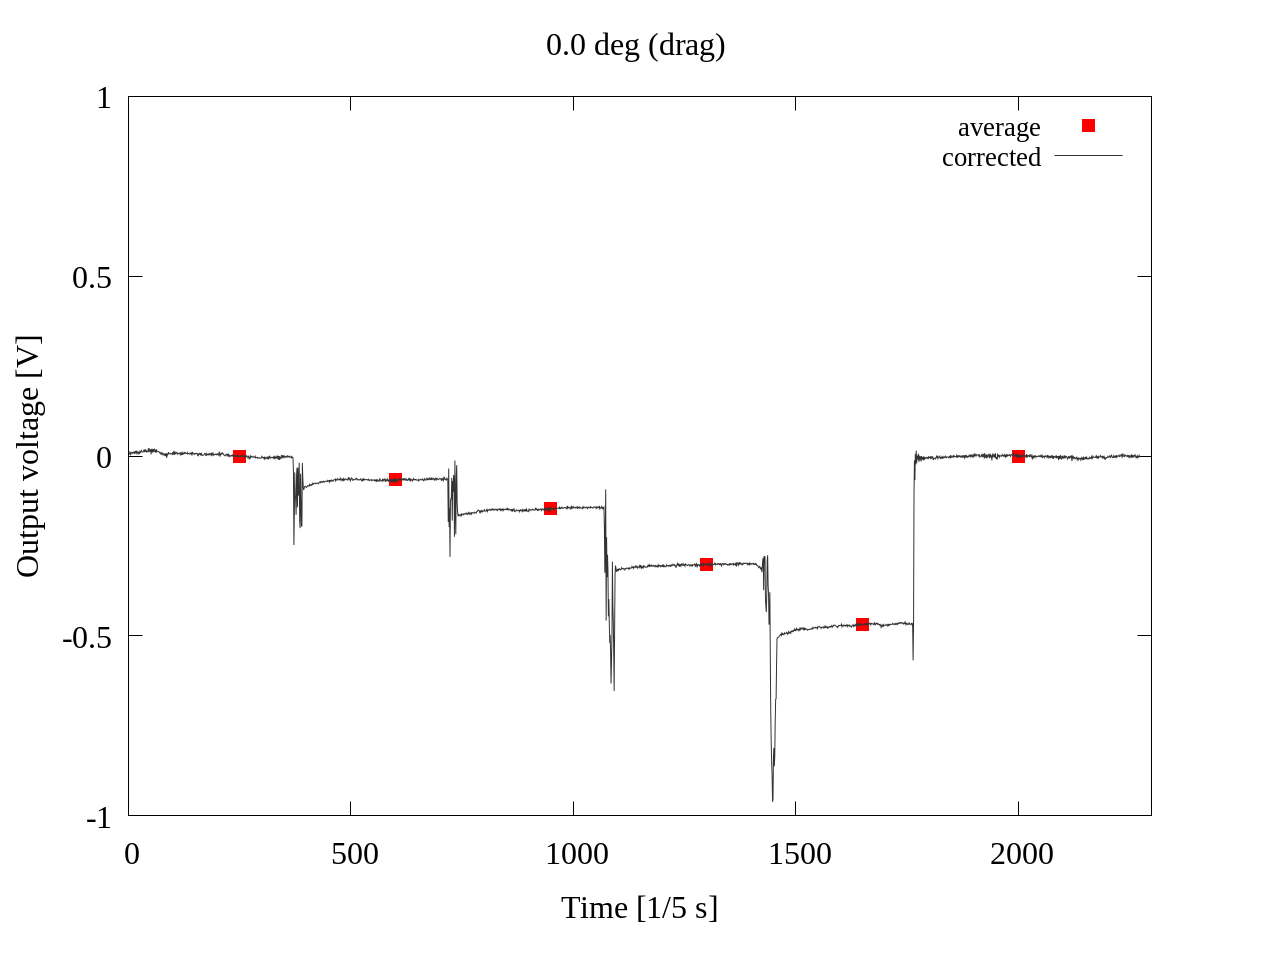 0.0 deg (drag)
1
average
corrected
0.5
Output voltage [V]
0
-0.5
-1
0 500 1000 1500 2000
Time [1/5 s]